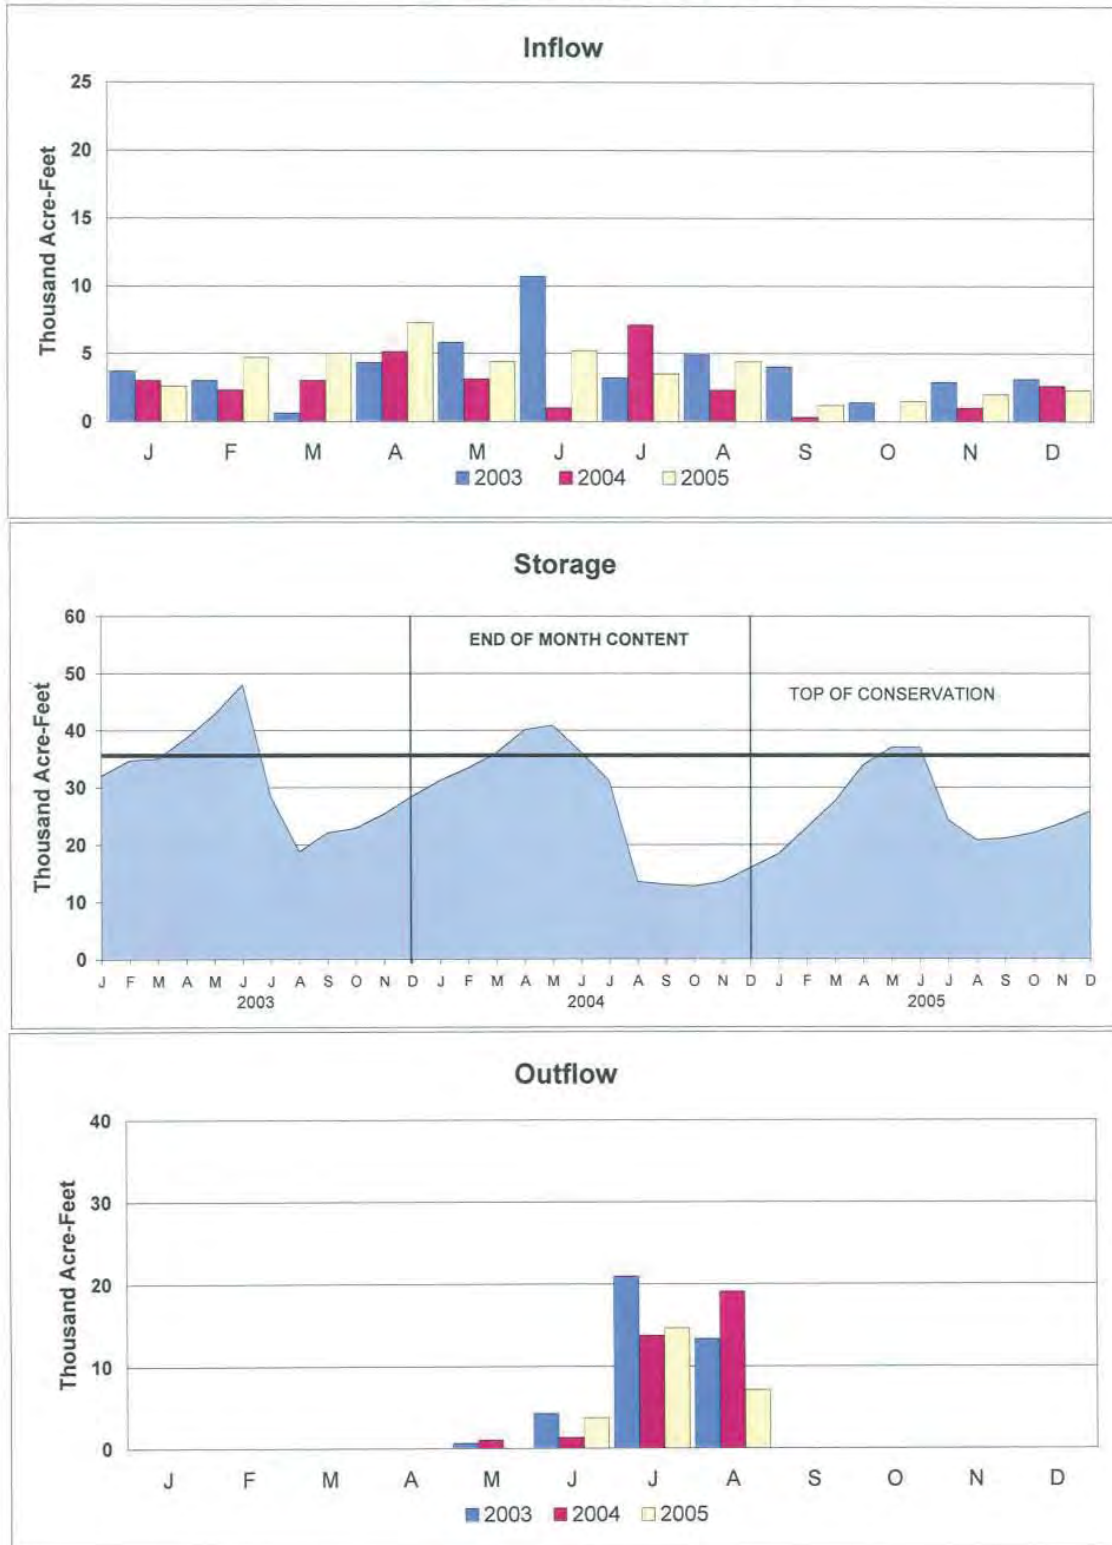 Inflow
Thousand Acre-Feet
25
20
15
10
5
0
J F M A M J J A S O N D
2003 2004 2005
Storage
Thousand Acre-Feet
60
50
40
30
20
10
0
END OF MONTH CONTENT
TOP OF CONSERVATION
J F M A M J J A S O N D J F M A M J J A S O N D J F M A M J J A S O N D
2003 2004 2005
Outflow
Thousand Acre-Feet
40
30
20
10
0
J F M A M J J A S O N D
2003 2004 2005